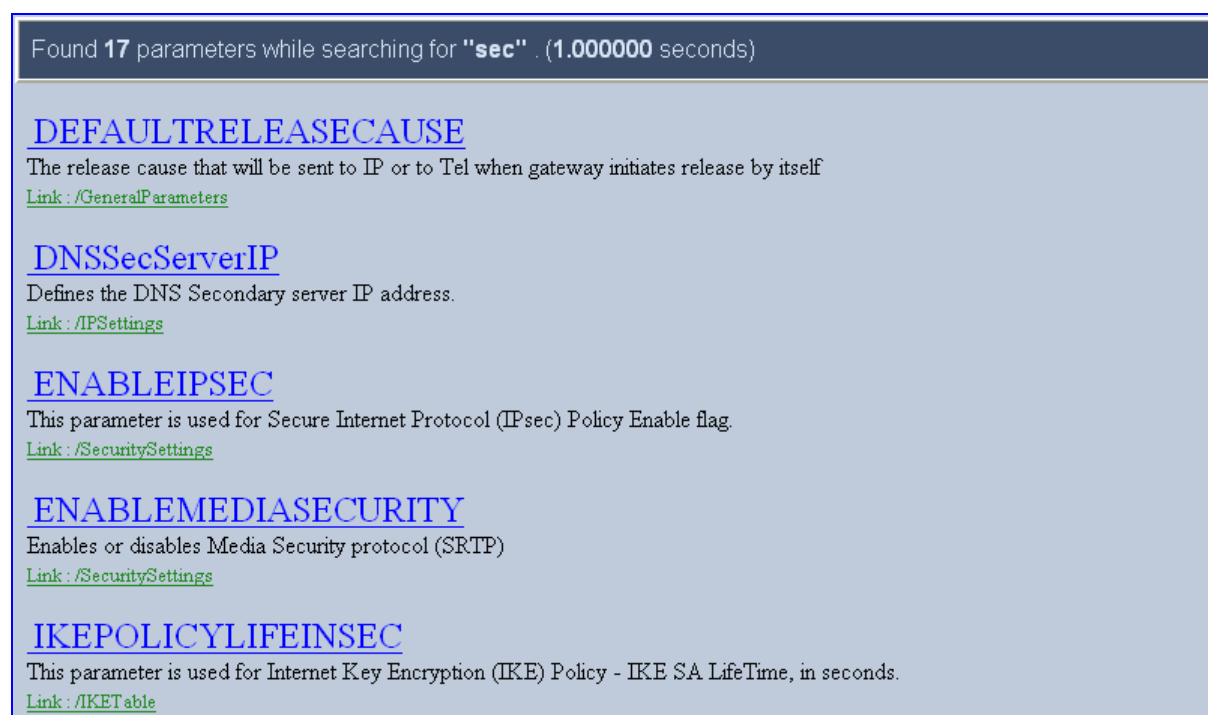 Found 17 parameters while searching for "sec" . (1.000000 seconds)
DEFAULTRELEASECAUSE
The release cause that will be sent to IP or to Tel when gateway initiates release by itself
Link : /GeneralParameters
DNSSecServerIP
Defines the DNS Secondary server IP address.
Link : /IPSettings
ENABLEIPSEC
This parameter is used for Secure Internet Protocol (IPsec) Policy Enable flag.
Link : /SecuritySettings
ENABLEMEDIASECURITY
Enables or disables Media Security protocol (SRTP)
Link : /SecuritySettings
IKEPOLICYLIFEINSEC
This parameter is used for Internet Key Encryption (IKE) Policy - IKE SA LifeTime, in seconds.
Link : /IKETable